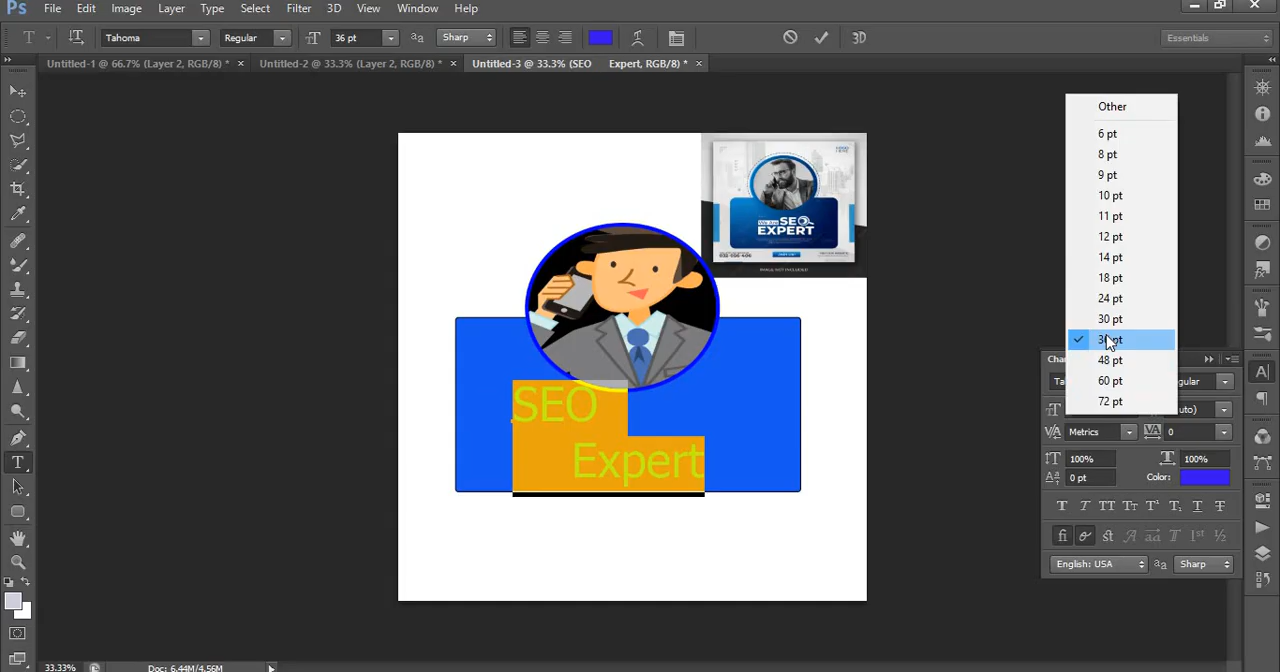 Ps File Edit Image Layer Type Select Filter 3D View Window Help
T Tahoma Regular 36 pt Sharp 3D Essentials
Untitled-1 @ 66.7% (Layer 2, RGB/8) * × Untitled-2 @ 33.3% (Layer 2, RGB/8) * × Untitled-3 @ 33.3% (SEO Expert, RGB/8) * ×
Other
6 pt
8 pt
9 pt
10 pt
11 pt
12 pt
14 pt
18 pt
24 pt
30 pt
48 pt
60 pt
72 pt
SEO
EXPERT
SEO
Expert
Metrics 0
100% 100%
0 pt Color:
English: USA Sharp
33.33% Doc: 6.44M/4.56M